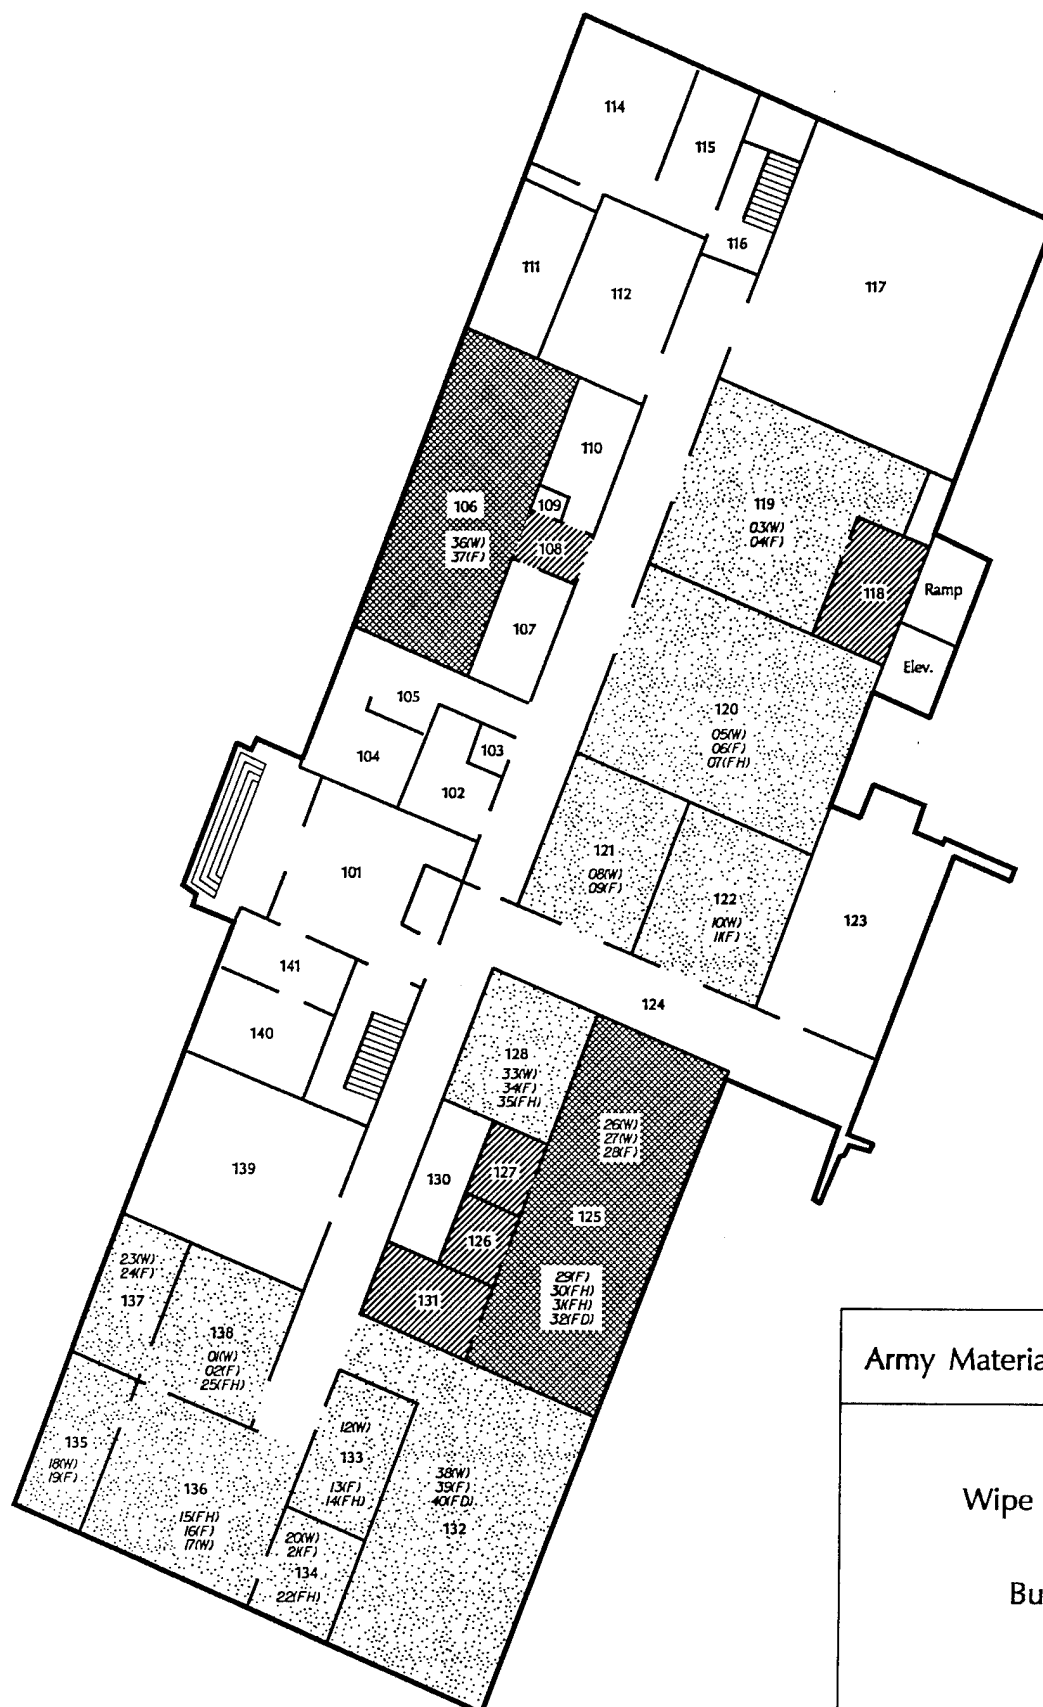 114
115
116
117
111
112
110
109
108
106
36(W)
37(F)
107
119
03(W)
04(F)
118
Ramp
Elev.
105
104
103
102
120
05(W)
06(F)
07(FH)
121
08(W)
09(F)
122
10(W)
11(F)
123
101
141
140
124
128
33(W)
34(F)
35(FH)
26(W)
27(W)
28(F)
125
29(F)
30(FH)
31(FH)
32(FD)
130
127
126
131
139
23(W)
24(F)
137
138
01(W)
02(F)
25(FH)
135
18(W)
19(F)
136
15(FH)
16(F)
17(W)
12(W)
133
13(F)
14(FH)
20(W)
21(F)
134
22(FH)
38(W)
39(F)
40(FD)
132
Army Materia
Wipe
Bu